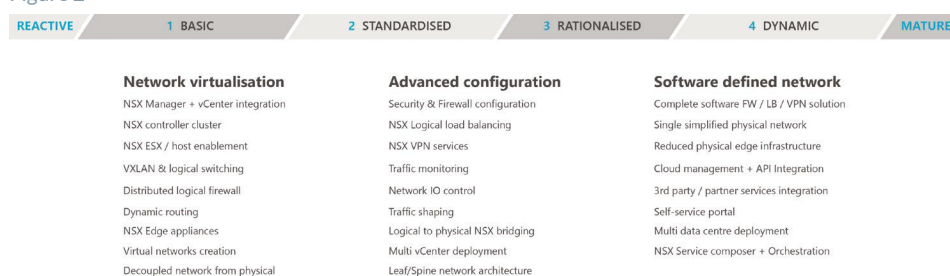 REACTIVE 1 BASIC 2 STANDARDISED 3 RATIONALISED 4 DYNAMIC MATURE
Network virtualisation
NSX Manager + vCenter integration
NSX controller cluster
NSX ESX / host enablement
VXLAN & logical switching
Distributed logical firewall
Dynamic routing
NSX Edge appliances
Virtual networks creation
Decoupled network from physical
Advanced configuration
Security & Firewall configuration
NSX Logical load balancing
NSX VPN services
Traffic monitoring
Network IO control
Traffic shaping
Logical to physical NSX bridging
Multi vCenter deployment
Leaf/Spine network architecture
Software defined network
Complete software FW / LB / VPN solution
Single simplified physical network
Reduced physical edge infrastructure
Cloud management + API Integration
3rd party / partner services integration
Self-service portal
Multi data centre deployment
NSX Service composer + Orchestration